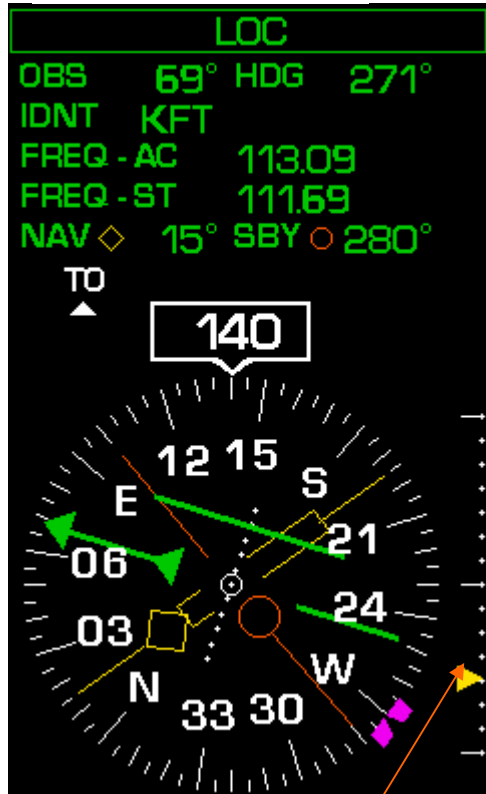 LOC
OBS 69° HDG 271°
IDNT KFT
FREQ - AC 113.09
FREQ - ST 111.69
NAV 15° SBY 280°
TO
140
12 15
E S
06 21
03 24
N W
33 30